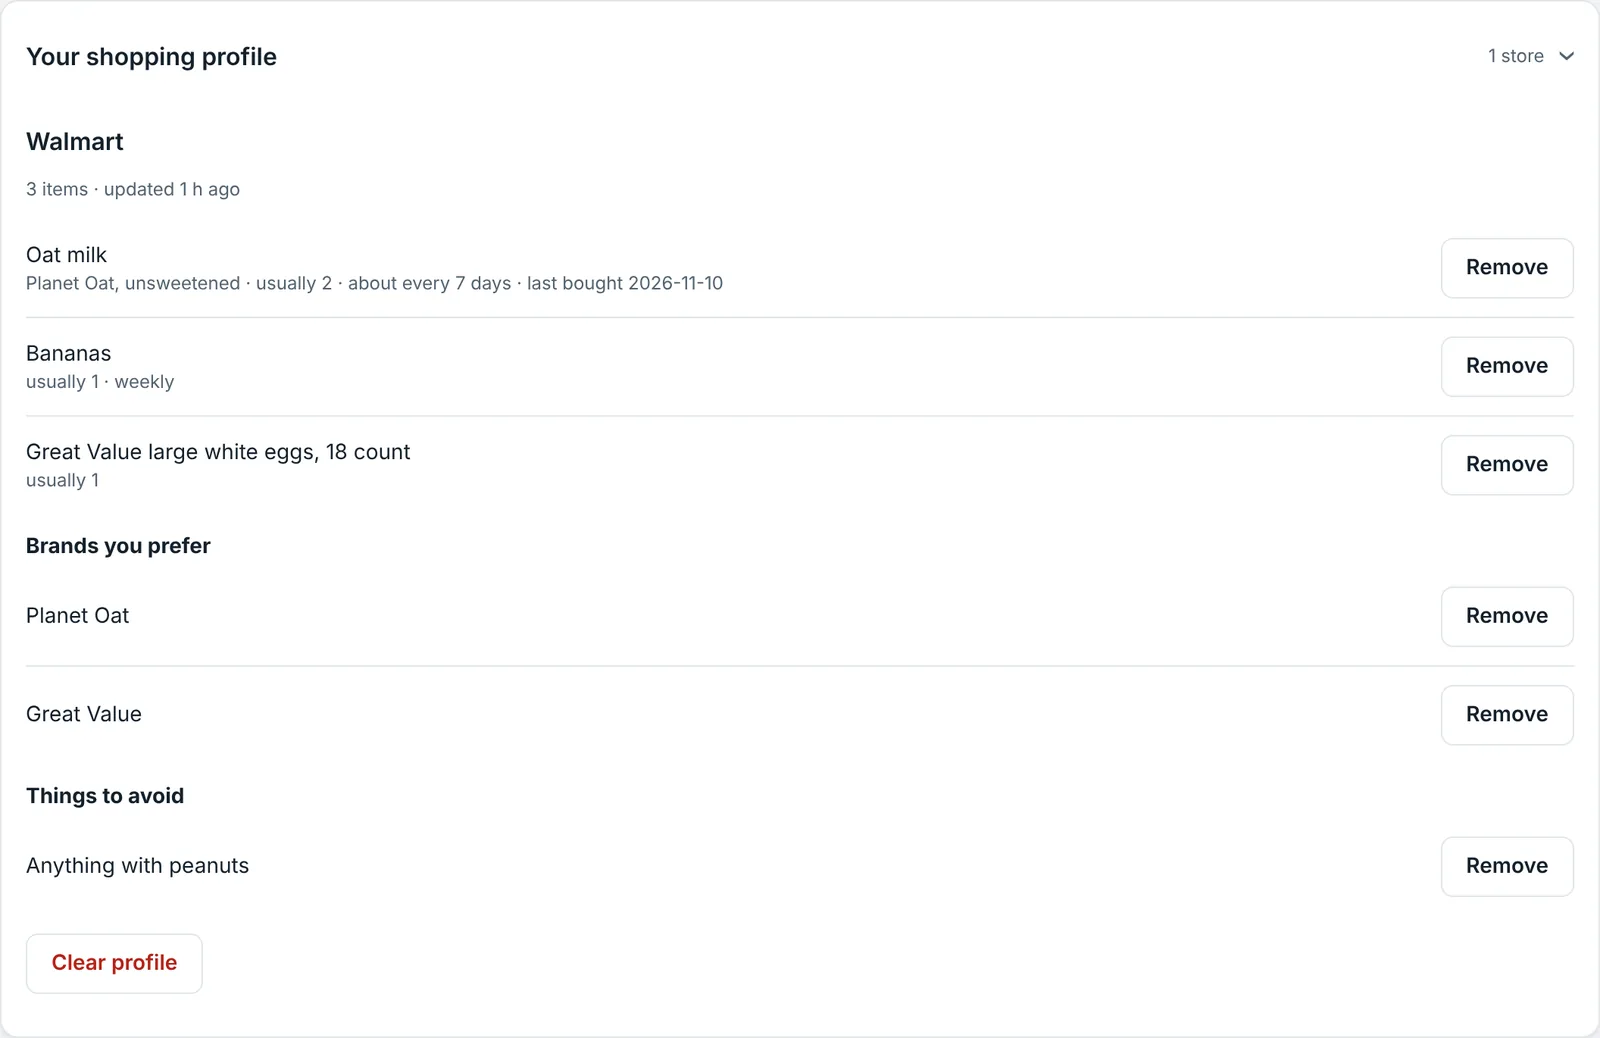 Your shopping profile
1 store
Walmart
3 items · updated 1 h ago
Oat milk
Planet Oat, unsweetened · usually 2 · about every 7 days · last bought 2026-11-10
Remove
Bananas
usually 1 · weekly
Remove
Great Value large white eggs, 18 count
usually 1
Remove
Brands you prefer
Planet Oat
Remove
Great Value
Remove
Things to avoid
Anything with peanuts
Remove
Clear profile